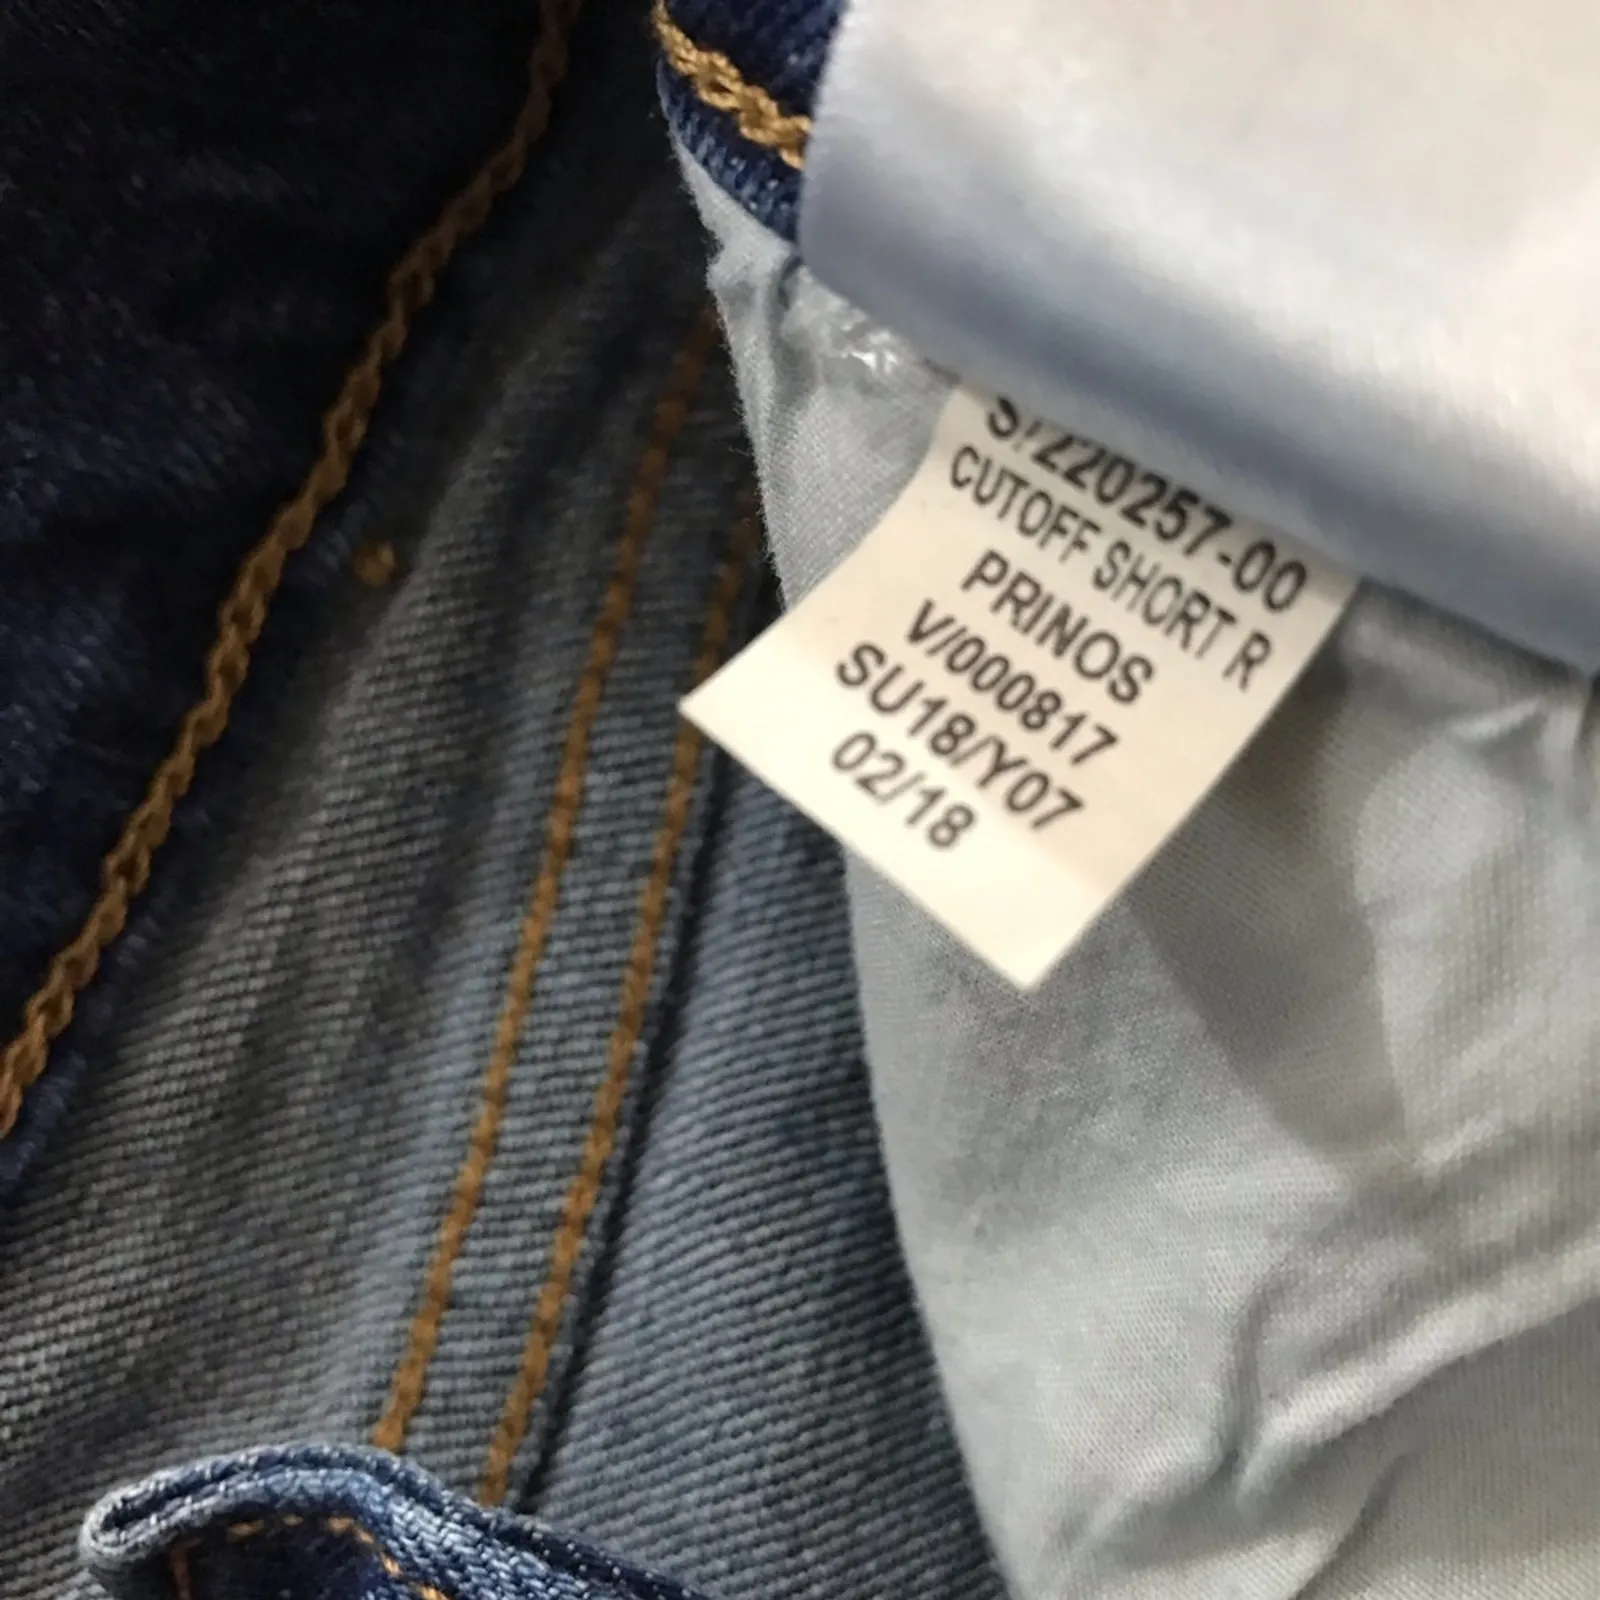 S/220257-00
CUTOFF SHORT R
PRINOS
V/000817
SU18/Y07
02/18